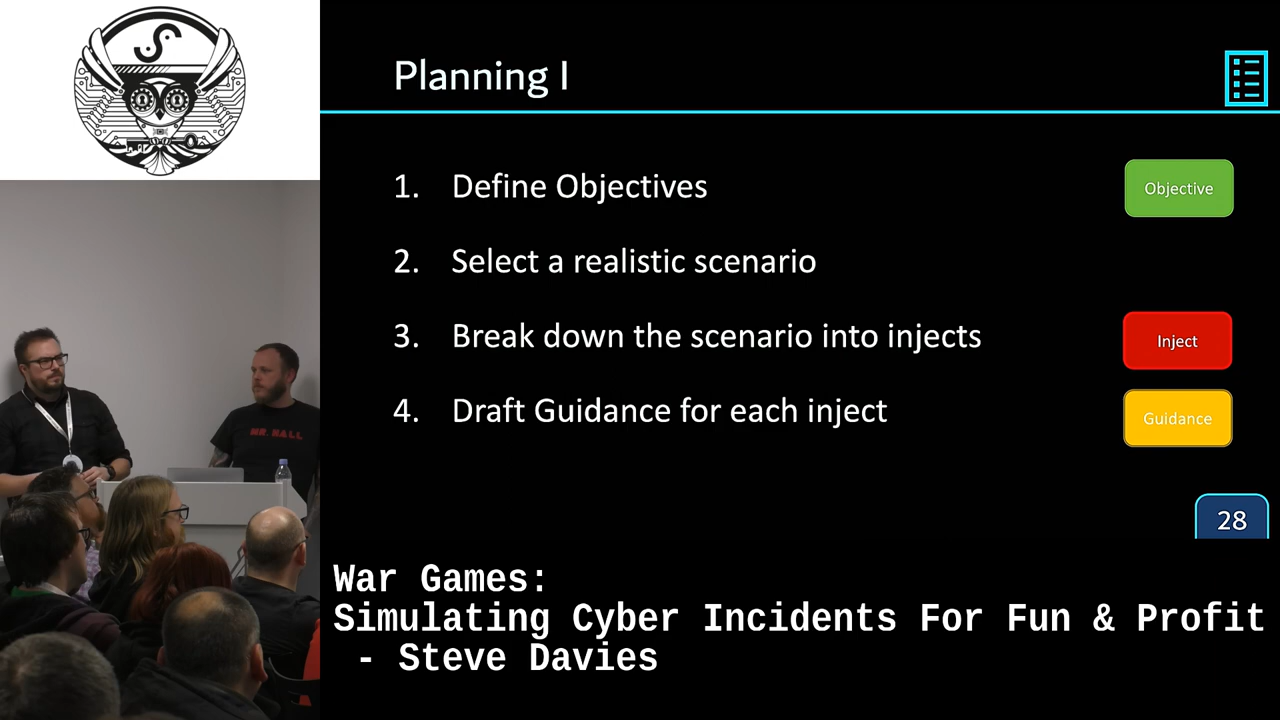 Planning I
1. Define Objectives
Objective
2. Select a realistic scenario
3. Break down the scenario into injects
Inject
4. Draft Guidance for each inject
Guidance
28
War Games:
Simulating Cyber Incidents For Fun & Profit
- Steve Davies